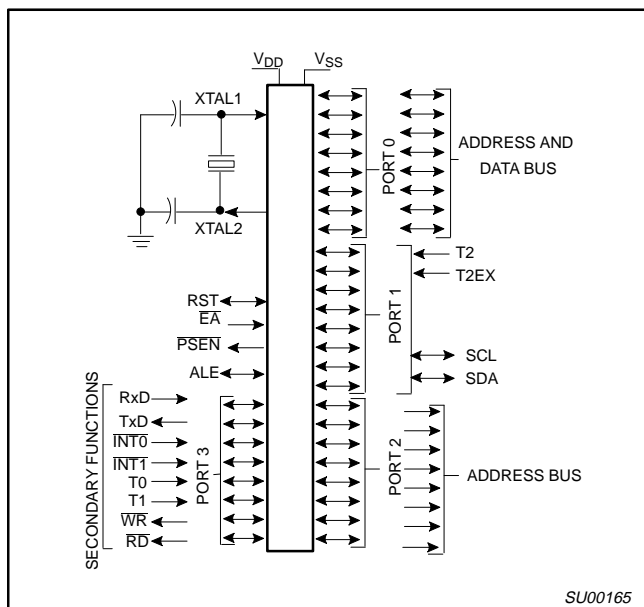 VDD
VSS
XTAL1
XTAL2
PORT 0
ADDRESS AND
DATA BUS
T2
T2EX
PORT 1
SCL
SDA
RST
EA
PSEN
ALE
SECONDARY FUNCTIONS
RxD
TxD
INT0
INT1
T0
T1
WR
RD
PORT 3
PORT 2
ADDRESS BUS
SU00165